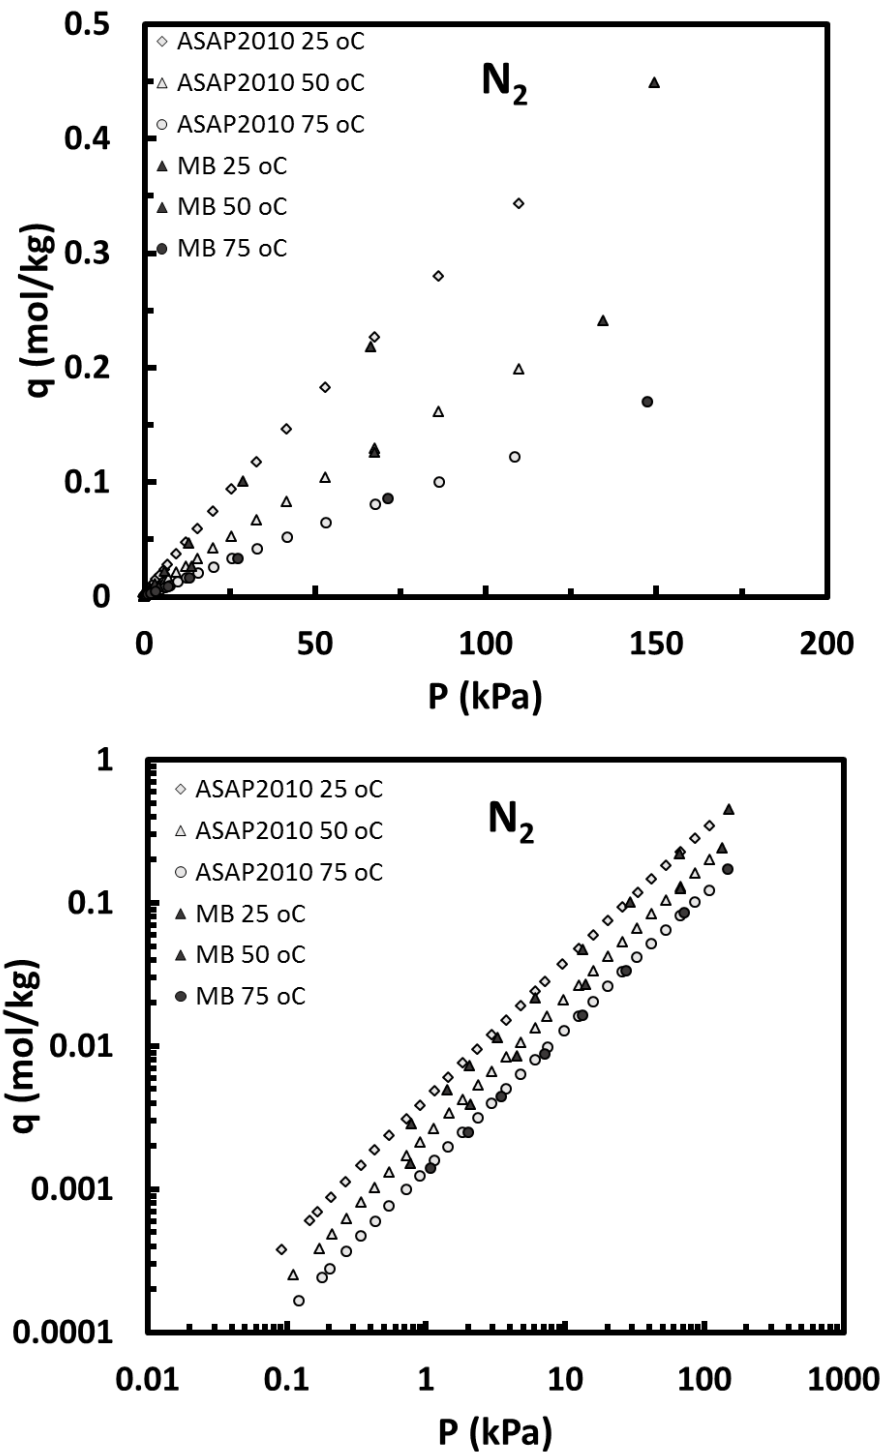 0.5
ASAP2010 25 oC
N2
ASAP2010 50 oC
ASAP2010 75 oC
0.4
MB 25 oC
MB 50 oC
MB 75 oC
0.3
q (mol/kg)
0.2
0.1
0
0 50 100 150 200
P (kPa)
1
ASAP2010 25 oC
N2
ASAP2010 50 oC
ASAP2010 75 oC
0.1
MB 25 oC
MB 50 oC
MB 75 oC
q (mol/kg)
0.01
0.001
0.0001
0.01 0.1 1 10 100 1000
P (kPa)